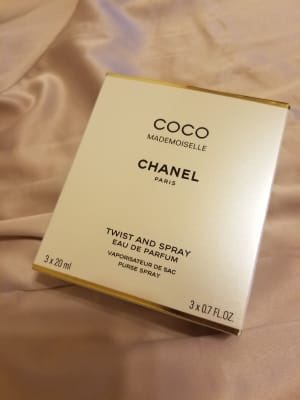 COCO
MADEMOISELLE
CHANEL
PARIS
TWIST AND SPRAY
EAU DE PARFUM
VAPORISATEUR DE SAC
PURSE SPRAY
3 x 20 ml
3 x 0.7 FL.OZ.